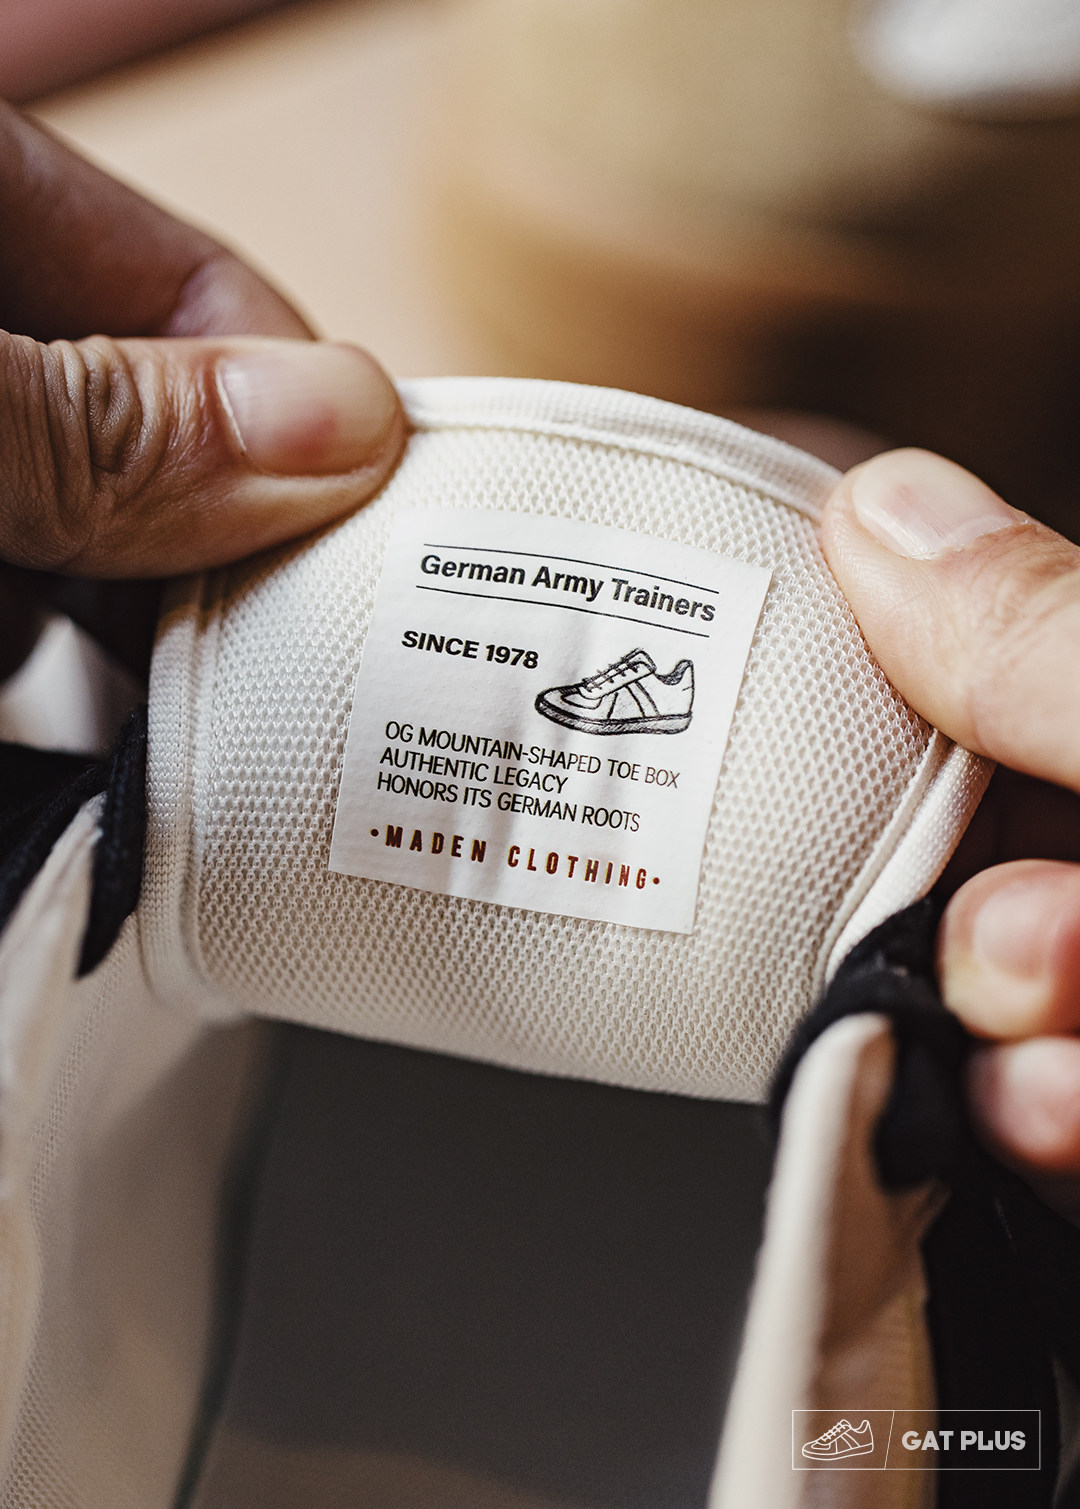 German Army Trainers
SINCE 1978
OG MOUNTAIN-SHAPED TOE BOX
AUTHENTIC LEGACY
HONORS ITS GERMAN ROOTS
•MADEN CLOTHING•
GAT PLUS